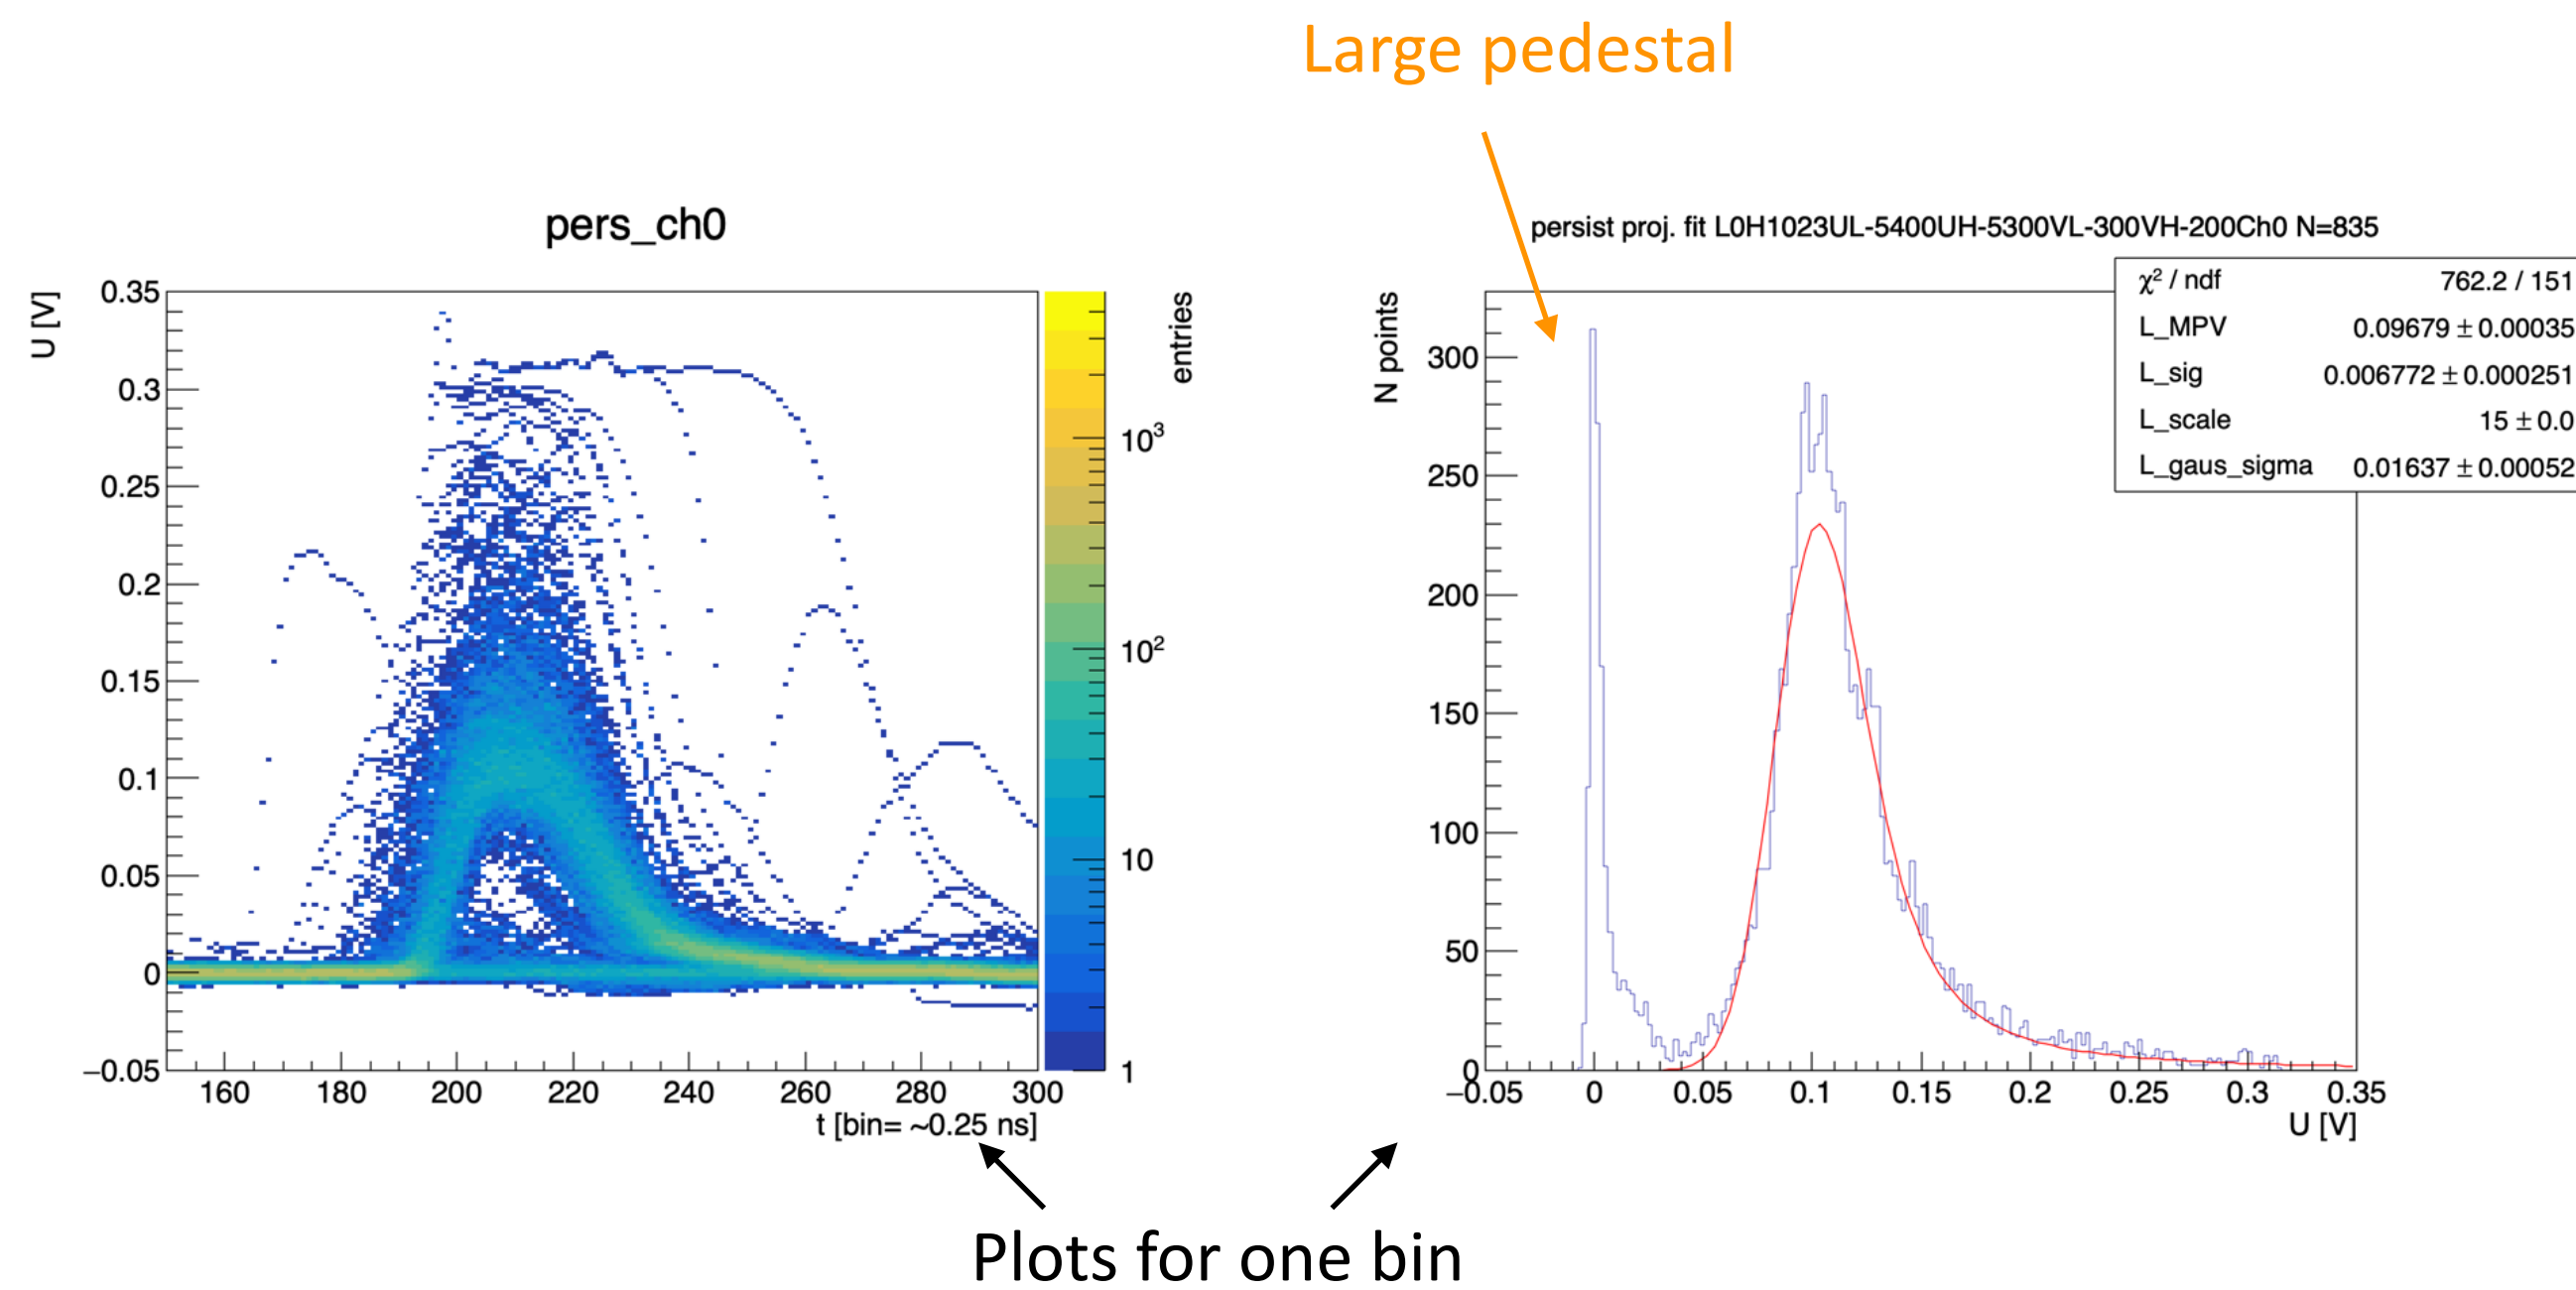 Large pedestal
pers_ch0
U [V]
0.35
0.3
0.25
0.2
0.15
0.1
0.05
0
−0.05
160 180 200 220 240 260 280 300
t [bin= ~0.25 ns]
entries
10³
10²
10
1
persist proj. fit L0H1023UL-5400UH-5300VL-300VH-200Ch0 N=835
χ² / ndf 762.2 / 151
L_MPV 0.09679 ± 0.00035
L_sig 0.006772 ± 0.000251
L_scale 15 ± 0.0
L_gaus_sigma 0.01637 ± 0.00052
N points
300
250
200
150
100
50
0
−0.05 0 0.05 0.1 0.15 0.2 0.25 0.3 0.35
U [V]
Plots for one bin